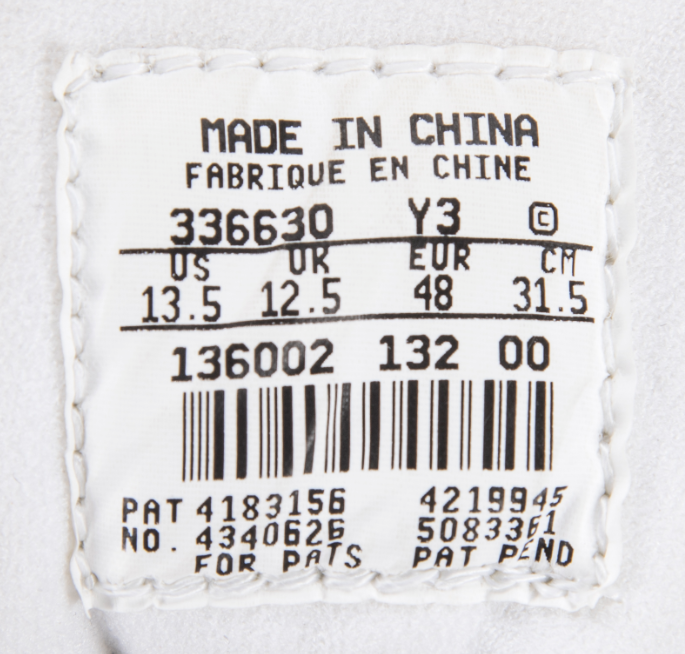 MADE IN CHINA
FABRIQUE EN CHINE
336630 Y3 ©
US UK EUR CM
13.5 12.5 48 31.5
136002 132 00
PAT 4183156 4219945
NO. 4340626 5083361
FOR PATS PAT PEND